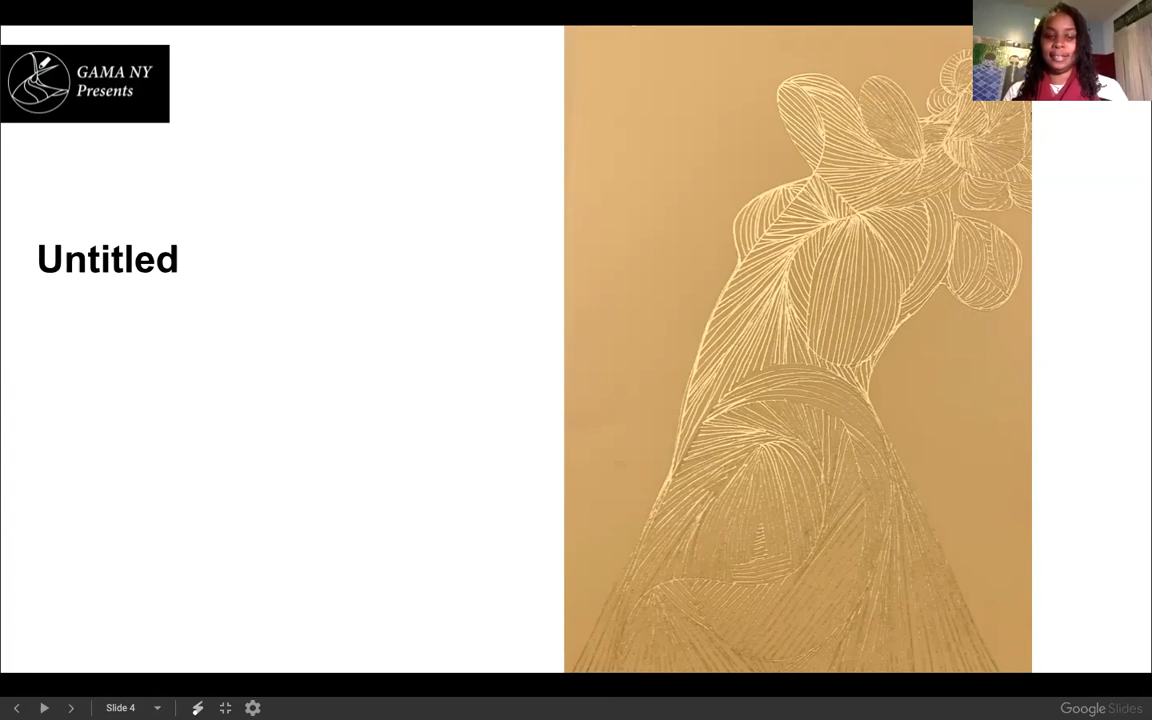 GAMA NY
Presents
Untitled
Slide 4
Google Slides